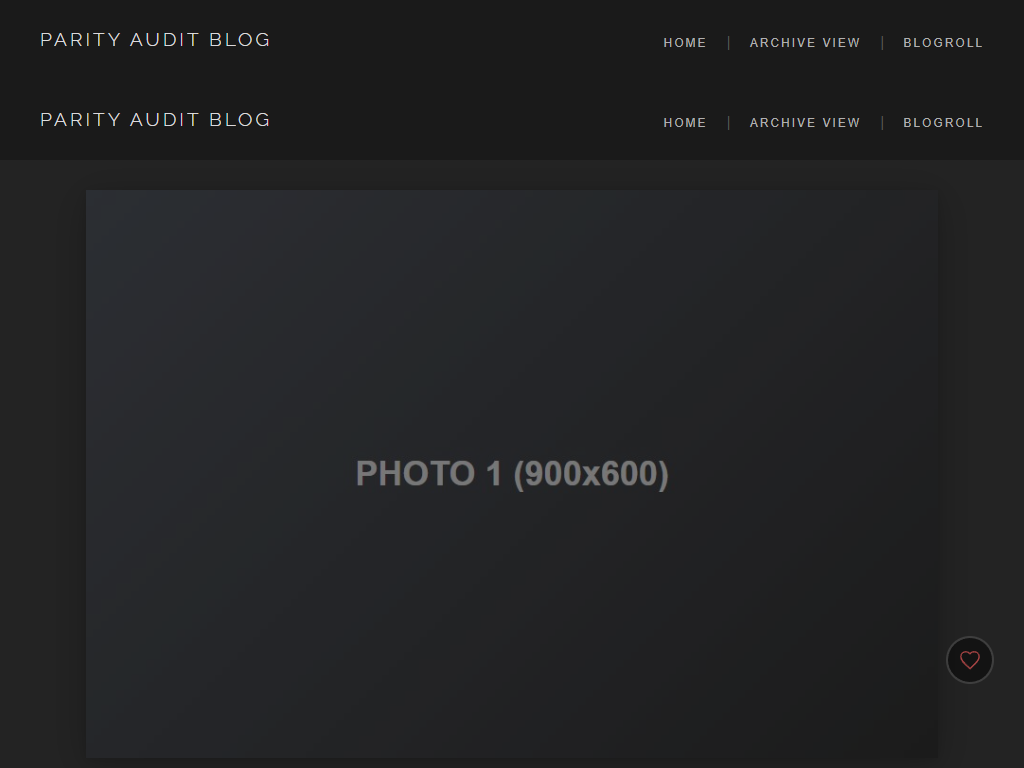 PARITY AUDIT BLOG
HOME | ARCHIVE VIEW | BLOGROLL
PARITY AUDIT BLOG
HOME | ARCHIVE VIEW | BLOGROLL
PHOTO 1 (900x600)